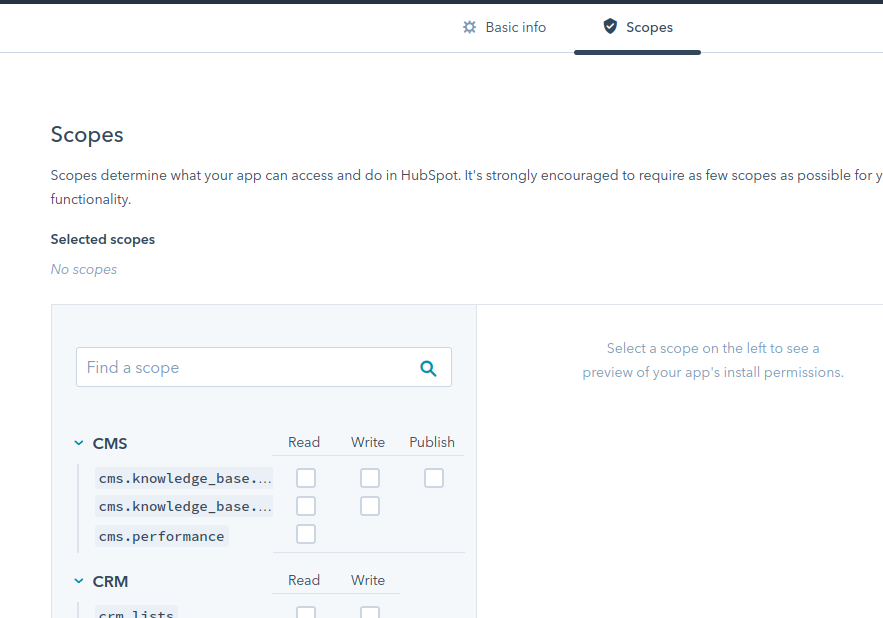 Basic info
Scopes
Scopes
Scopes determine what your app can access and do in HubSpot. It's strongly encouraged to require as few scopes as possible for y
functionality.
Selected scopes
No scopes
Find a scope
Select a scope on the left to see a
preview of your app's install permissions.
CMS Read Write Publish
cms.knowledge_base....
cms.knowledge_base....
cms.performance
CRM Read Write
crm.lists